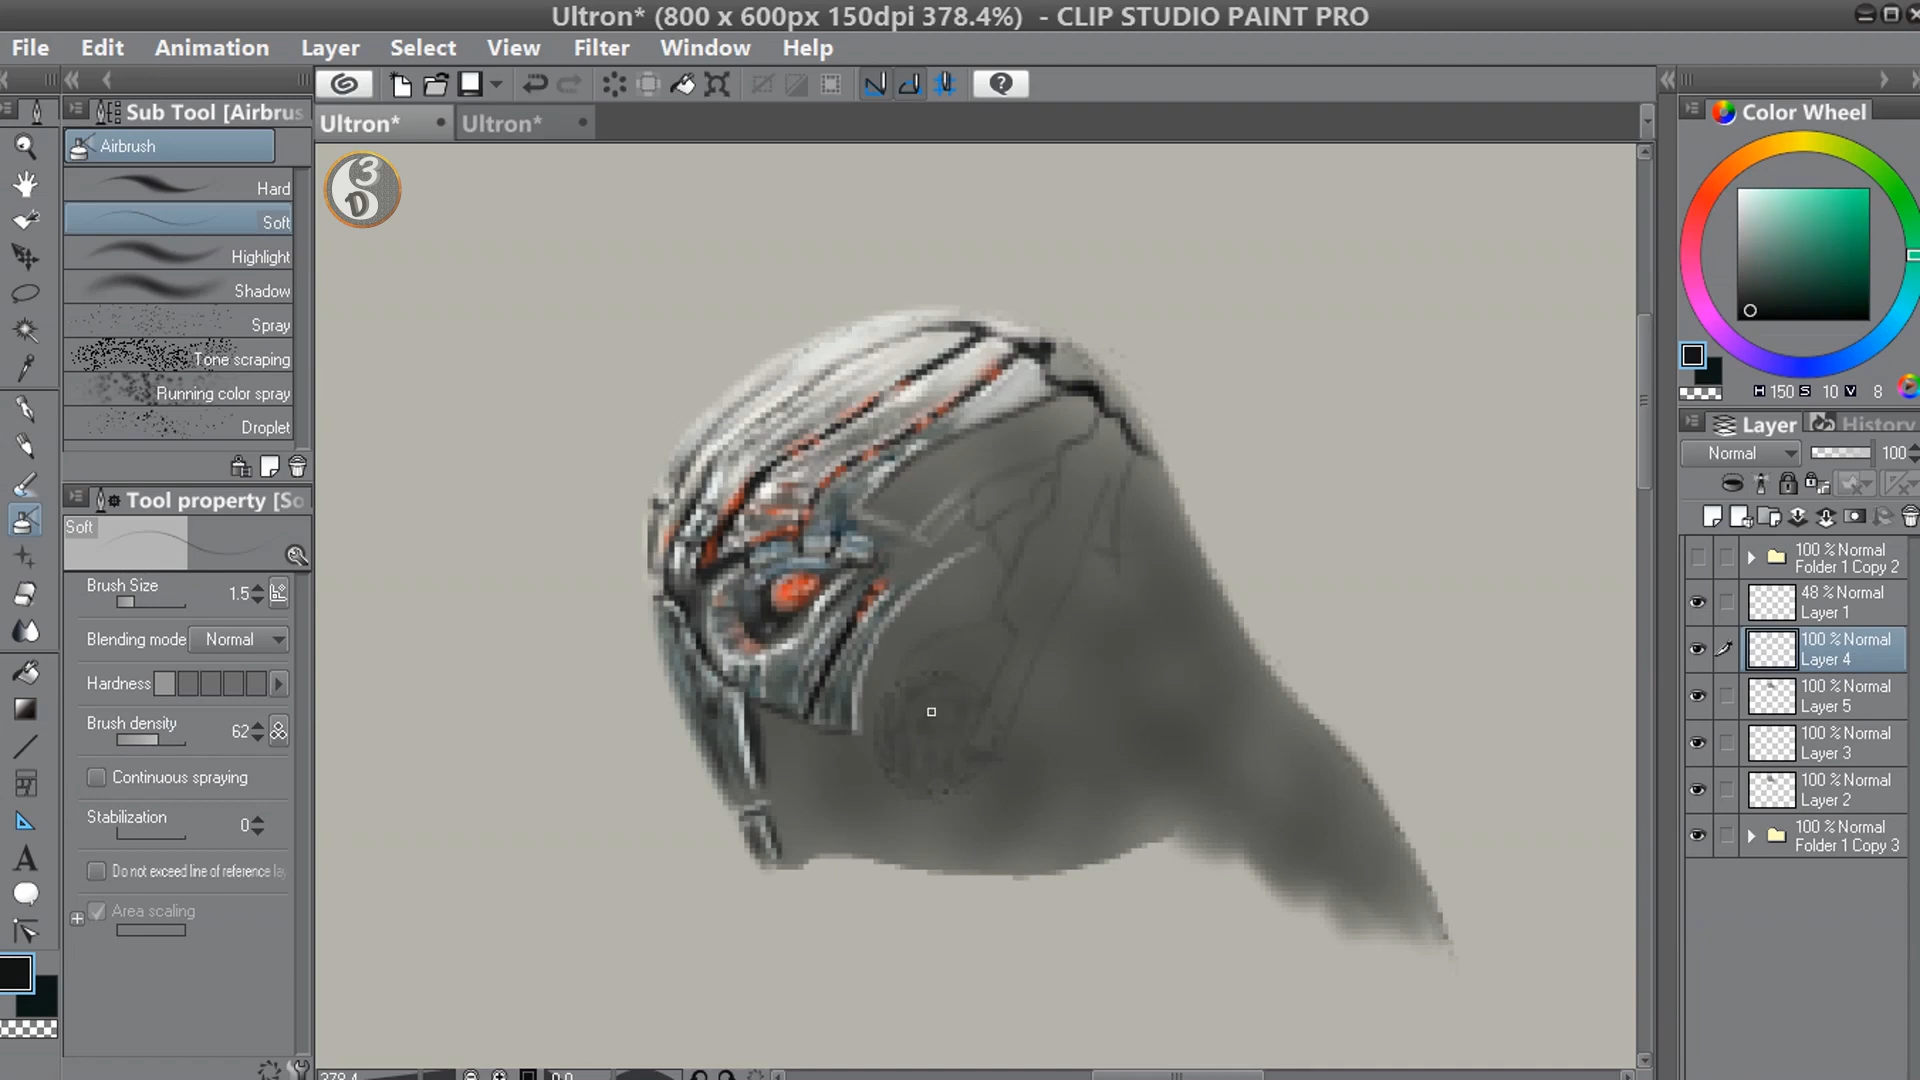 Ultron* (800 x 600px 150dpi 378.4%) - CLIP STUDIO PAINT PRO
File Edit Animation Layer Select View Filter Window Help
Sub Tool [Airbrus
Ultron* Ultron*
Airbrush
Hard
Soft
Highlight
Shadow
Spray
Tone scraping
Running color spray
Droplet
Tool property [So
Soft
Brush Size 1.5
Blending mode Normal
Hardness
Brush density 62
Continuous spraying
Stabilization 0
Do not exceed line of reference la
Area scaling
3D
Color Wheel
H 150 S 10 V 8
Layer History
Normal 100
100 % Normal
Folder 1 Copy 2
48 % Normal
Layer 1
100 % Normal
Layer 4
100 % Normal
Layer 5
100 % Normal
Layer 3
100 % Normal
Layer 2
100 % Normal
Folder 1 Copy 3
378.4 0.0